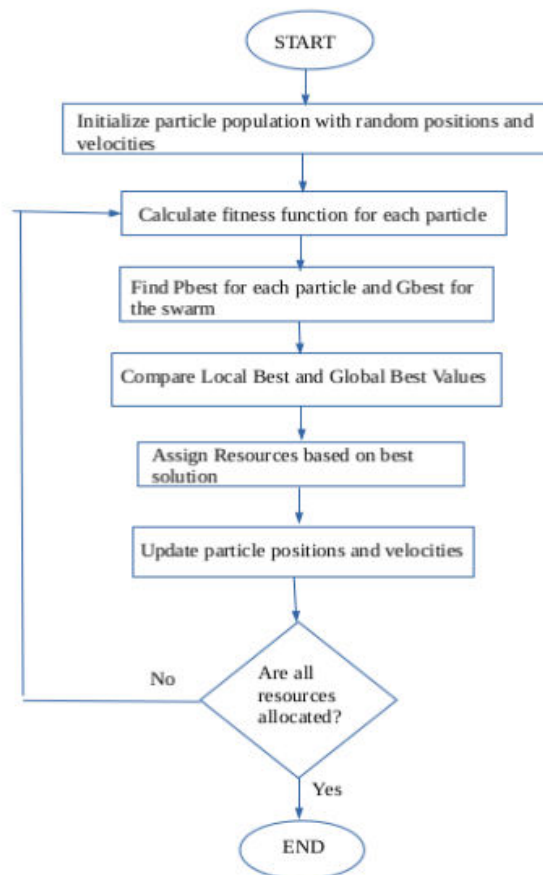 START
Initialize particle population with random positions and
velocities
Calculate fitness function for each particle
Find Pbest for each particle and Gbest for
the swarm
Compare Local Best and Global Best Values
Assign Resources based on best
solution
Update particle positions and velocities
No
Are all
resources
allocated?
Yes
END